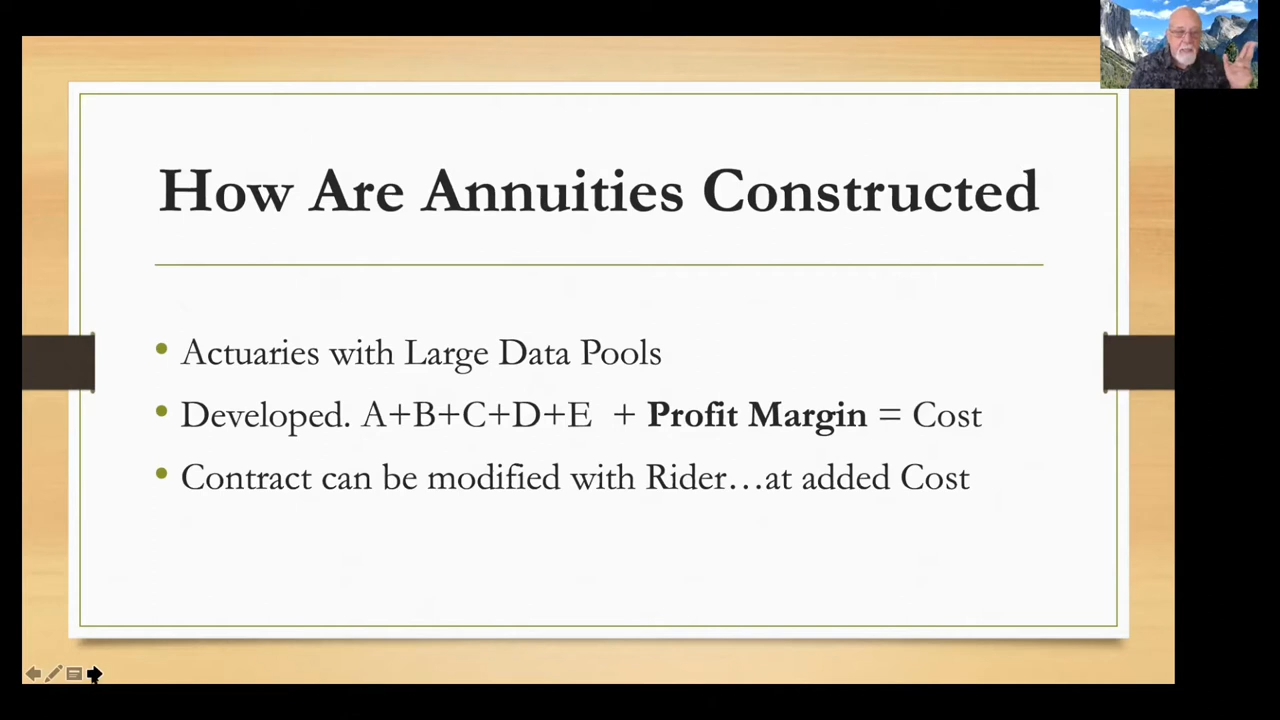 How Are Annuities Constructed
• Actuaries with Large Data Pools
• Developed. A+B+C+D+E + Profit Margin = Cost
• Contract can be modified with Rider…at added Cost